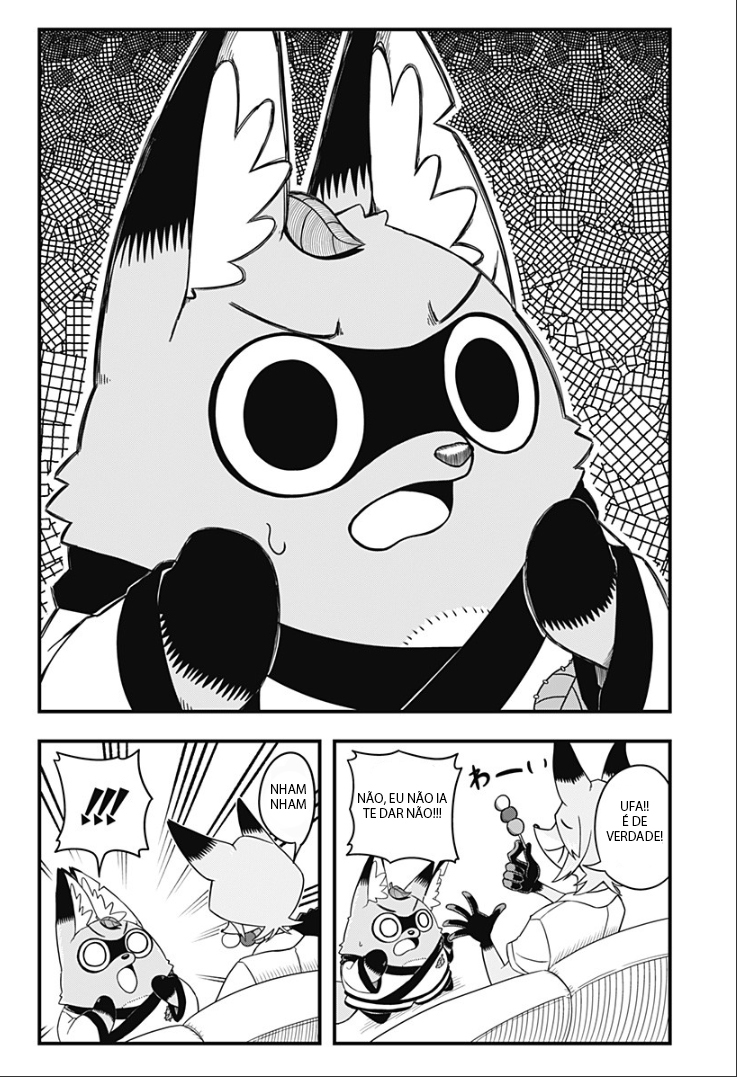 UFA!!
É DE
VERDADE!
わーい
NÃO, EU NÃO IA
TE DAR NÃO!!!
NHAM
NHAM
!!!